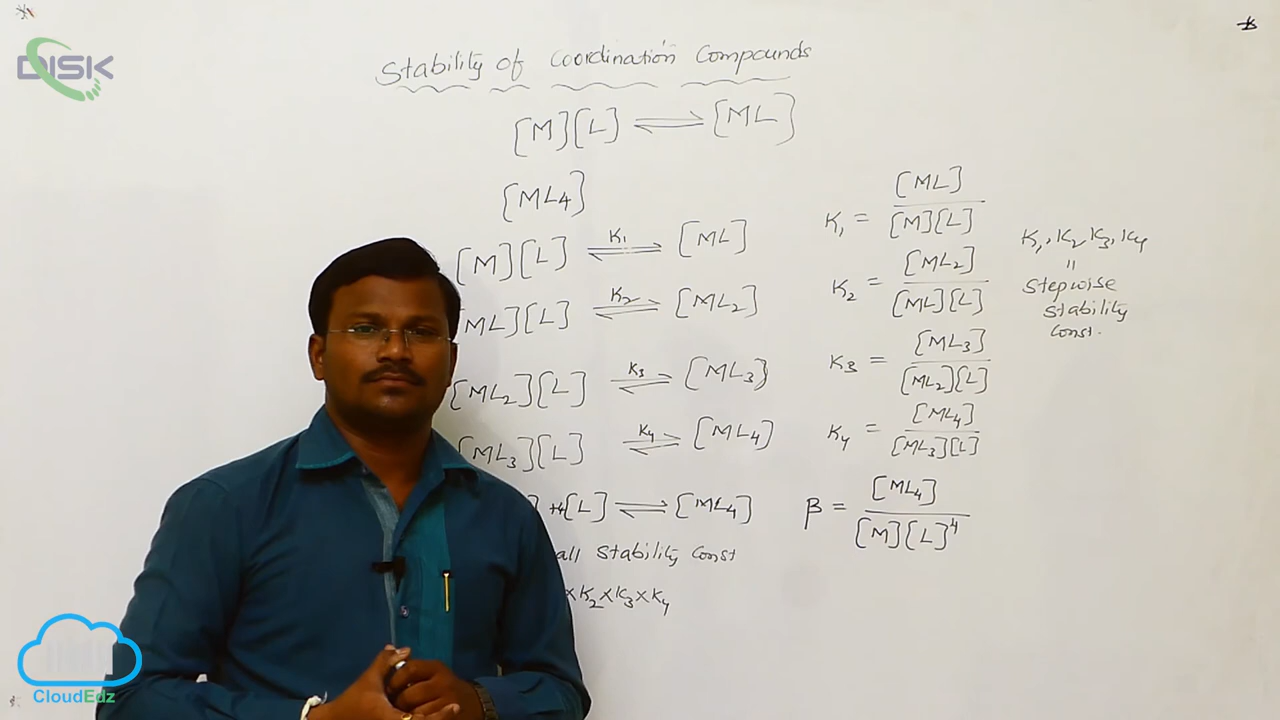 DISK
Stability of Coordination Compounds
[M][L] ⇌ [ML]
[ML4]
[M][L] K1 ⇌ [ML]
[ML][L] K2 ⇌ [ML2]
[ML2][L] K3 ⇌ [ML3]
[ML3][L] K4 ⇌ [ML4]
] +4[L] ⇌ [ML4]
all Stability Const
×K2×K3×K4
K1 = [ML] / [M][L]
K2 = [ML2] / [ML][L]
K3 = [ML3] / [ML2][L]
K4 = [ML4] / [ML3][L]
β = [ML4] / [M][L]^4
K1, K2 K3, K4
=
Stepwise
Stability
Const.
CloudEdz